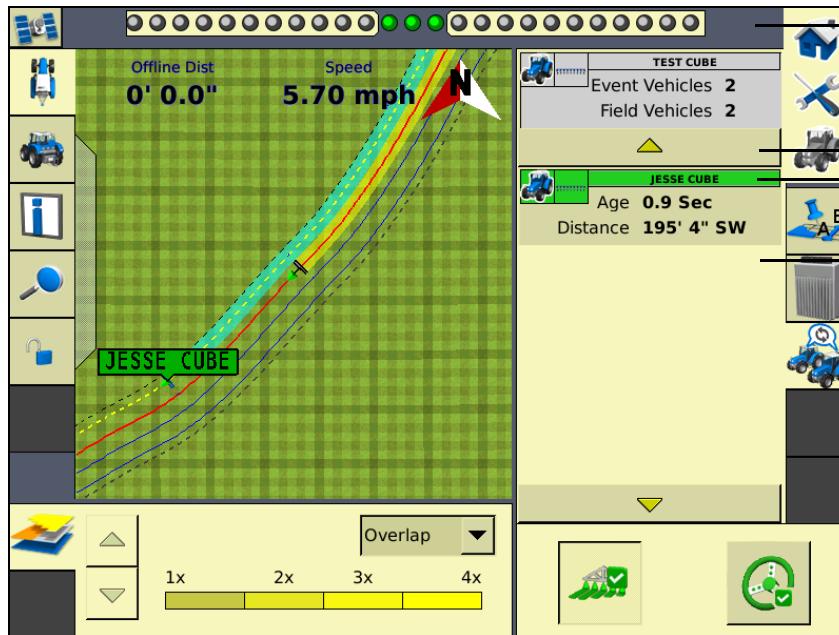 Offline Dist
0' 0.0"
Speed
5.70 mph
N
JESSE CUBE
TEST CUBE
Event Vehicles 2
Field Vehicles 2
JESSE CUBE
Age 0.9 Sec
Distance 195' 4" SW
A
Overlap
1x 2x 3x 4x